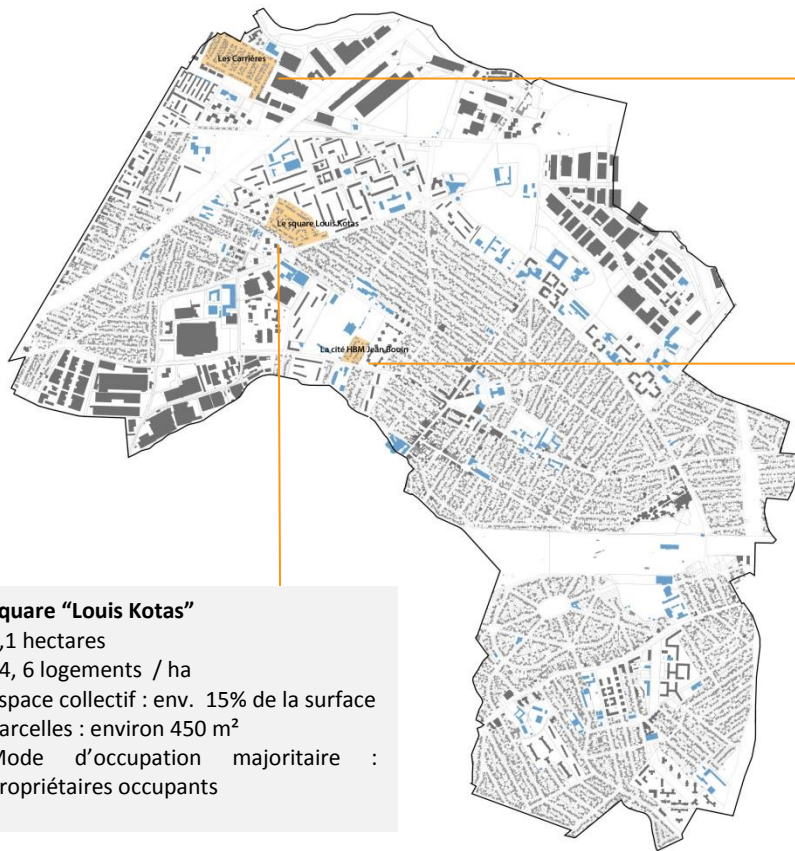 Les Carrières
Le square Louis Kotas
La cité HBM Jean Bouin
quare “Louis Kotas”
,1 hectares
4, 6 logements / ha
space collectif : env. 15% de la surface
arcelles : environ 450 m²
Mode d’occupation majoritaire :
ropriétaires occupants